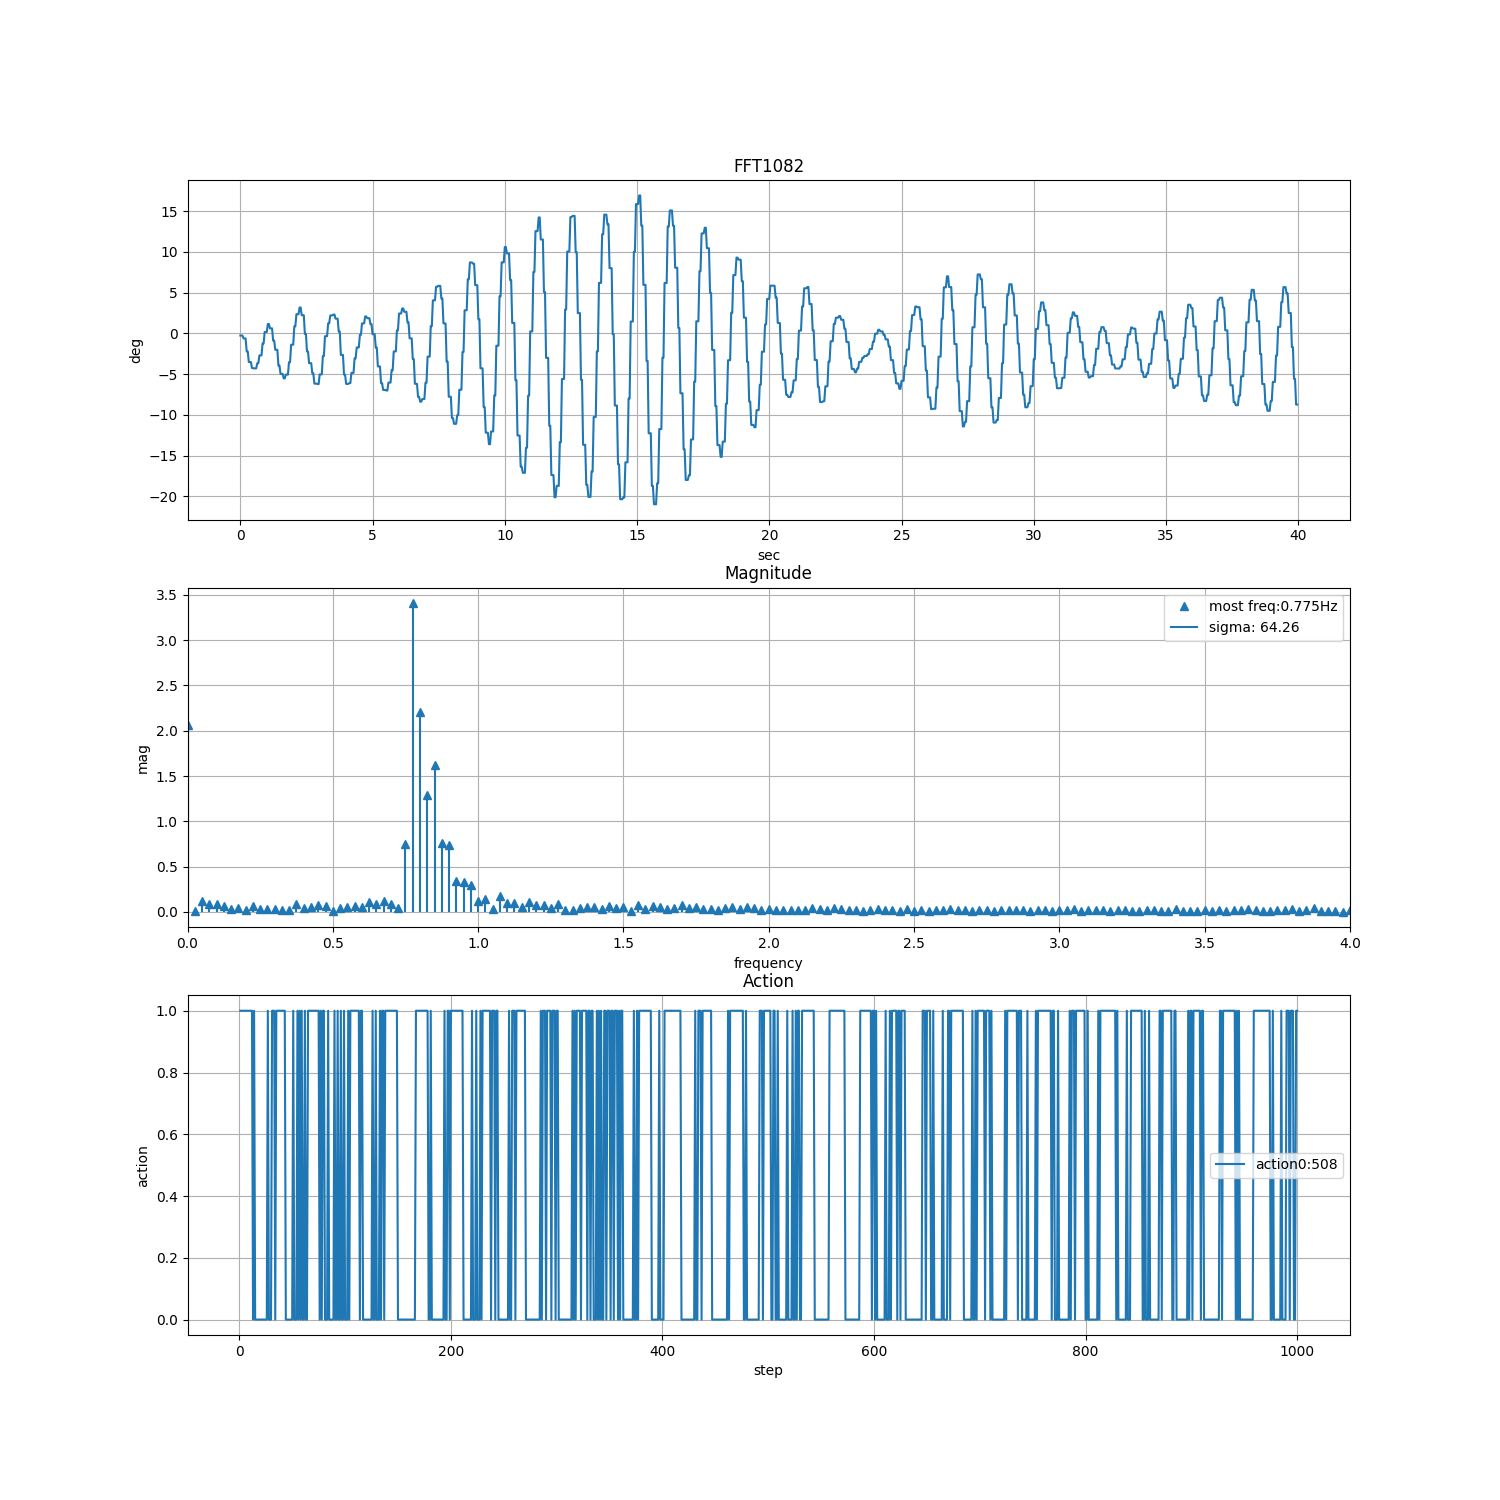 FFT1082
15
10
5
0
−5
−10
−15
−20
deg
0 5 10 15 20 25 30 35 40
sec
Magnitude
3.5
3.0
2.5
2.0
1.5
1.0
0.5
0.0
mag
most freq:0.775Hz
sigma: 64.26
0.0 0.5 1.0 1.5 2.0 2.5 3.0 3.5 4.0
frequency
Action
1.0
0.8
0.6
0.4
0.2
0.0
action
action0:508
0 200 400 600 800 1000
step